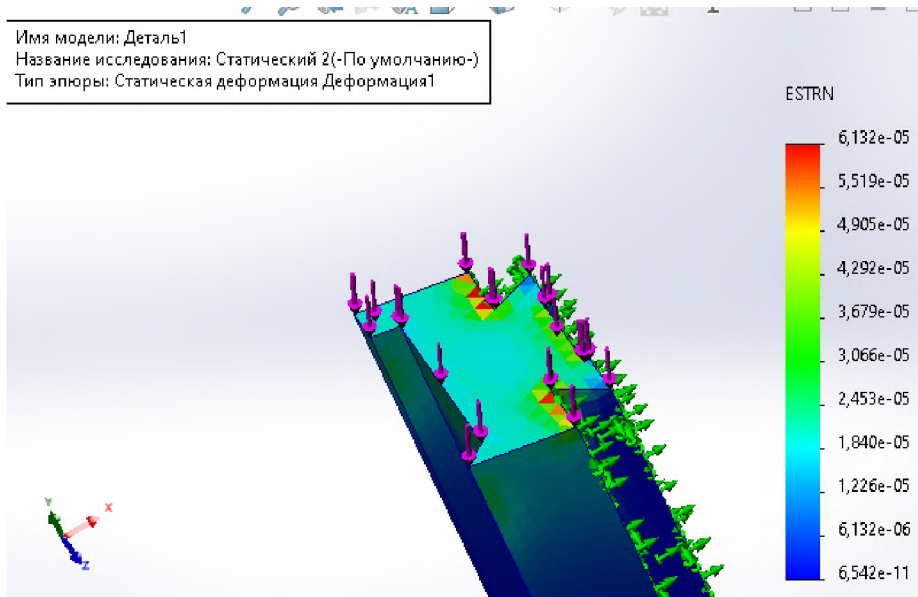 Имя модели: Деталь1
Название исследования: Статический 2(-По умолчанию-)
Тип эпюры: Статическая деформация Деформация1
ESTRN
6,132e-05
5,519e-05
4,905e-05
4,292e-05
3,679e-05
3,066e-05
2,453e-05
1,840e-05
1,226e-05
6,132e-06
6,542e-11
Y
X
Z